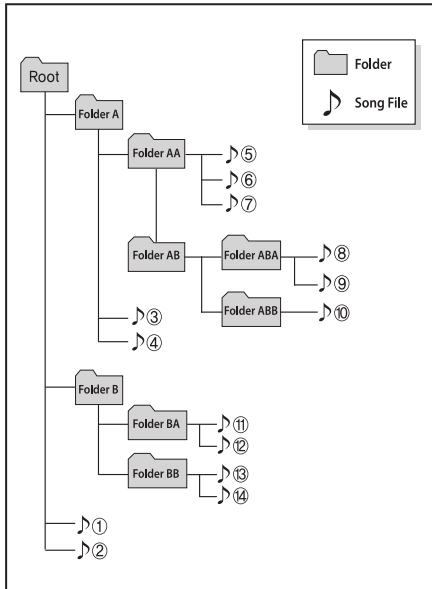 Root
Folder
Song File
Folder A
Folder AA
⑤
⑥
⑦
Folder AB
Folder ABA
⑧
⑨
Folder ABB
⑩
③
④
Folder B
Folder BA
⑪
⑫
Folder BB
⑬
⑭
①
②